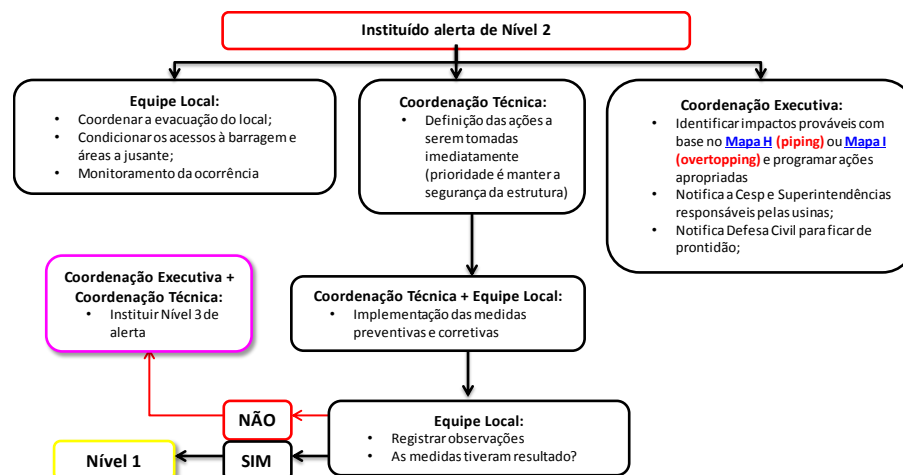 Instituído alerta de Nível 2
Equipe Local:
• Coordenar a evacuação do local;
• Condicionar os acessos à barragem e
áreas a jusante;
• Monitoramento da ocorrência
Coordenação Técnica:
• Definição das ações a
serem tomadas
imediatamente
(prioridade é manter a
segurança da estrutura)
Coordenação Executiva:
• Identificar impactos prováveis com
base no Mapa H (piping) ou Mapa I
(overtopping) e programar ações
apropriadas
• Notifica a Cesp e Superintendências
responsáveis pelas usinas;
• Notifica Defesa Civil para ficar de
prontidão;
Coordenação Executiva +
Coordenação Técnica:
• Instituir Nível 3 de
alerta
Coordenação Técnica + Equipe Local:
• Implementação das medidas
preventivas e corretivas
NÃO
Equipe Local:
• Registrar observações
• As medidas tiveram resultado?
SIM
Nível 1